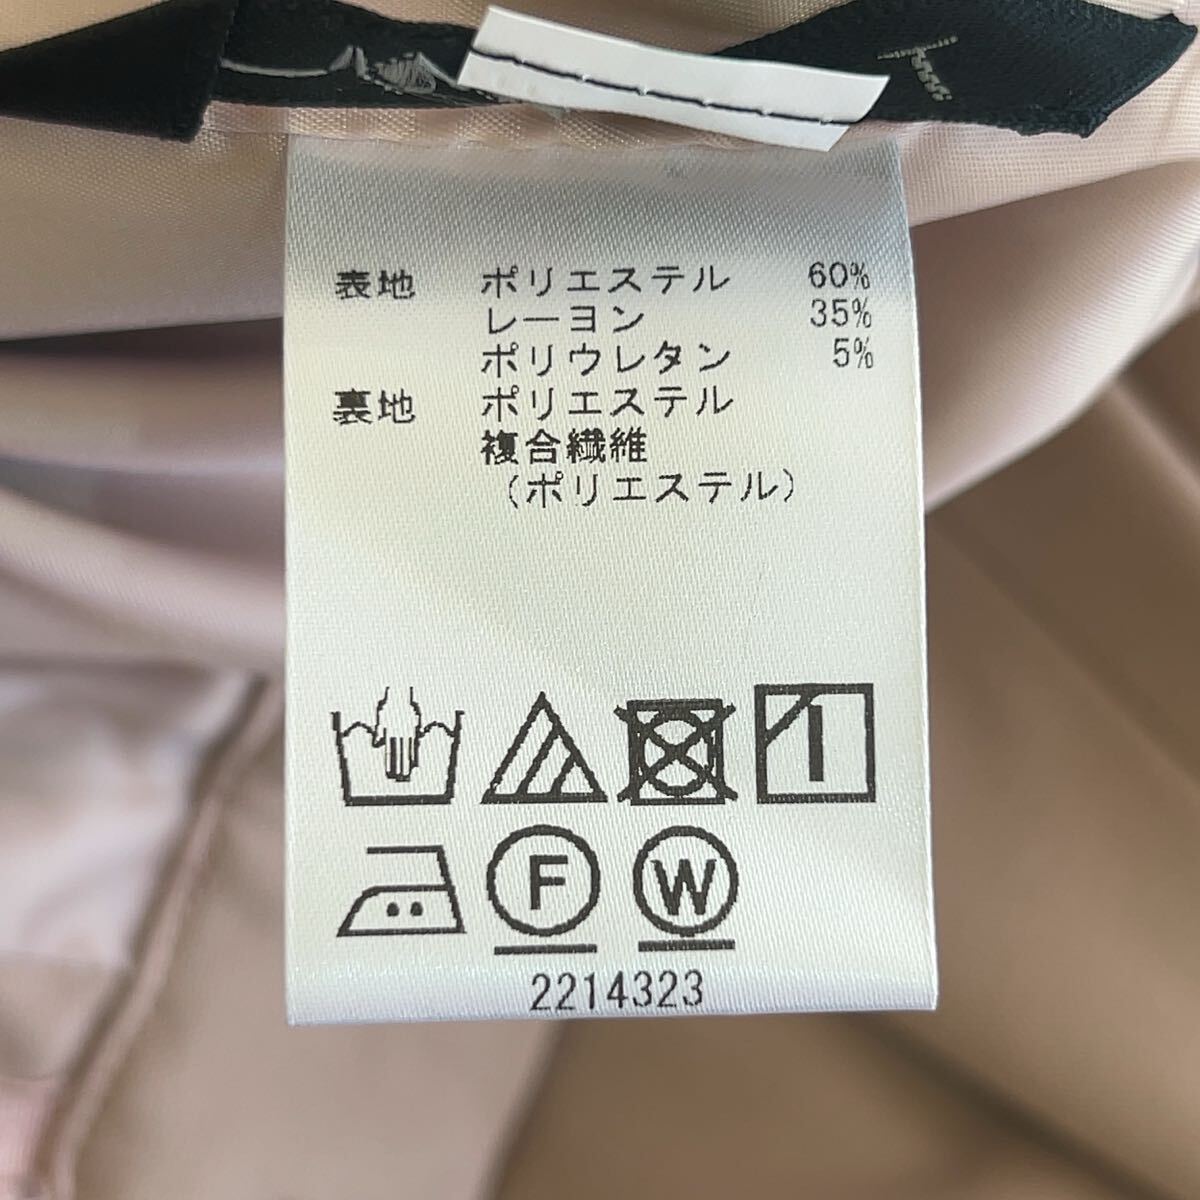 表地 ポリエステル 60%
レーヨン 35%
ポリウレタン 5%
裏地 ポリエステル
複合繊維
(ポリエステル)
F W
2214323